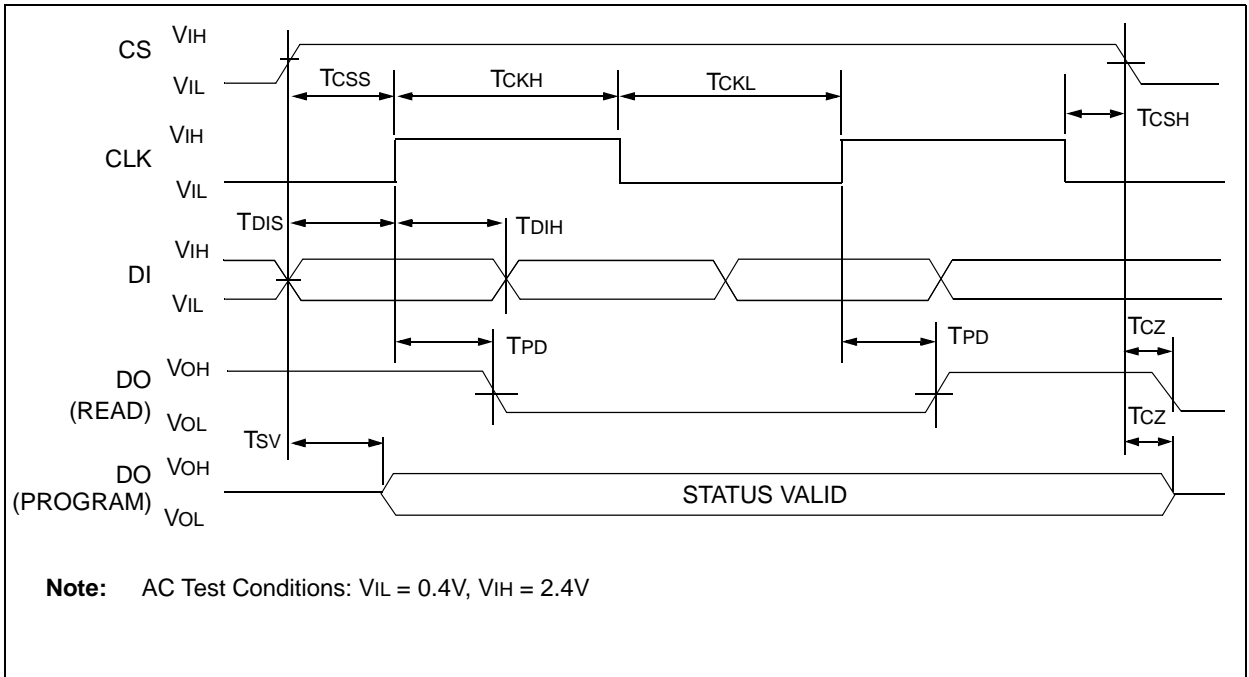 CS VIH
VIL
TCSS TCKH TCKL
TCSH
CLK VIH
VIL
TDIS TDIH
DI VIH
VIL
TPD TPD TCZ
DO (READ) VOH
VOL
TSV TCZ
DO (PROGRAM) VOH
VOL
STATUS VALID
Note: AC Test Conditions: VIL = 0.4V, VIH = 2.4V